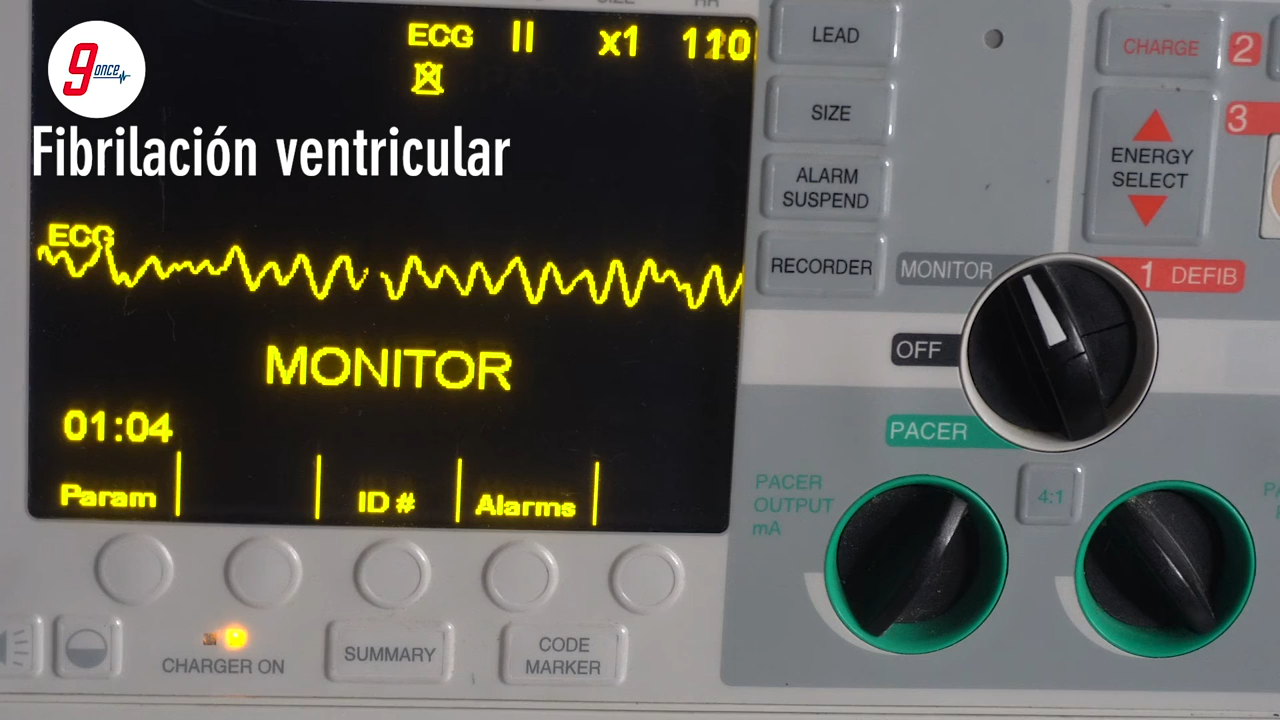 9once
Fibrilación ventricular
ECG II x1
ECG
MONITOR
01:04
Param ID # Alarms
CHARGER ON
SUMMARY
CODE
MARKER
LEAD
SIZE
ALARM
SUSPEND
RECORDER
CHARGE 2
3
ENERGY
SELECT
MONITOR
1 DEFIB
OFF
PACER
PACER
OUTPUT
mA
4:1